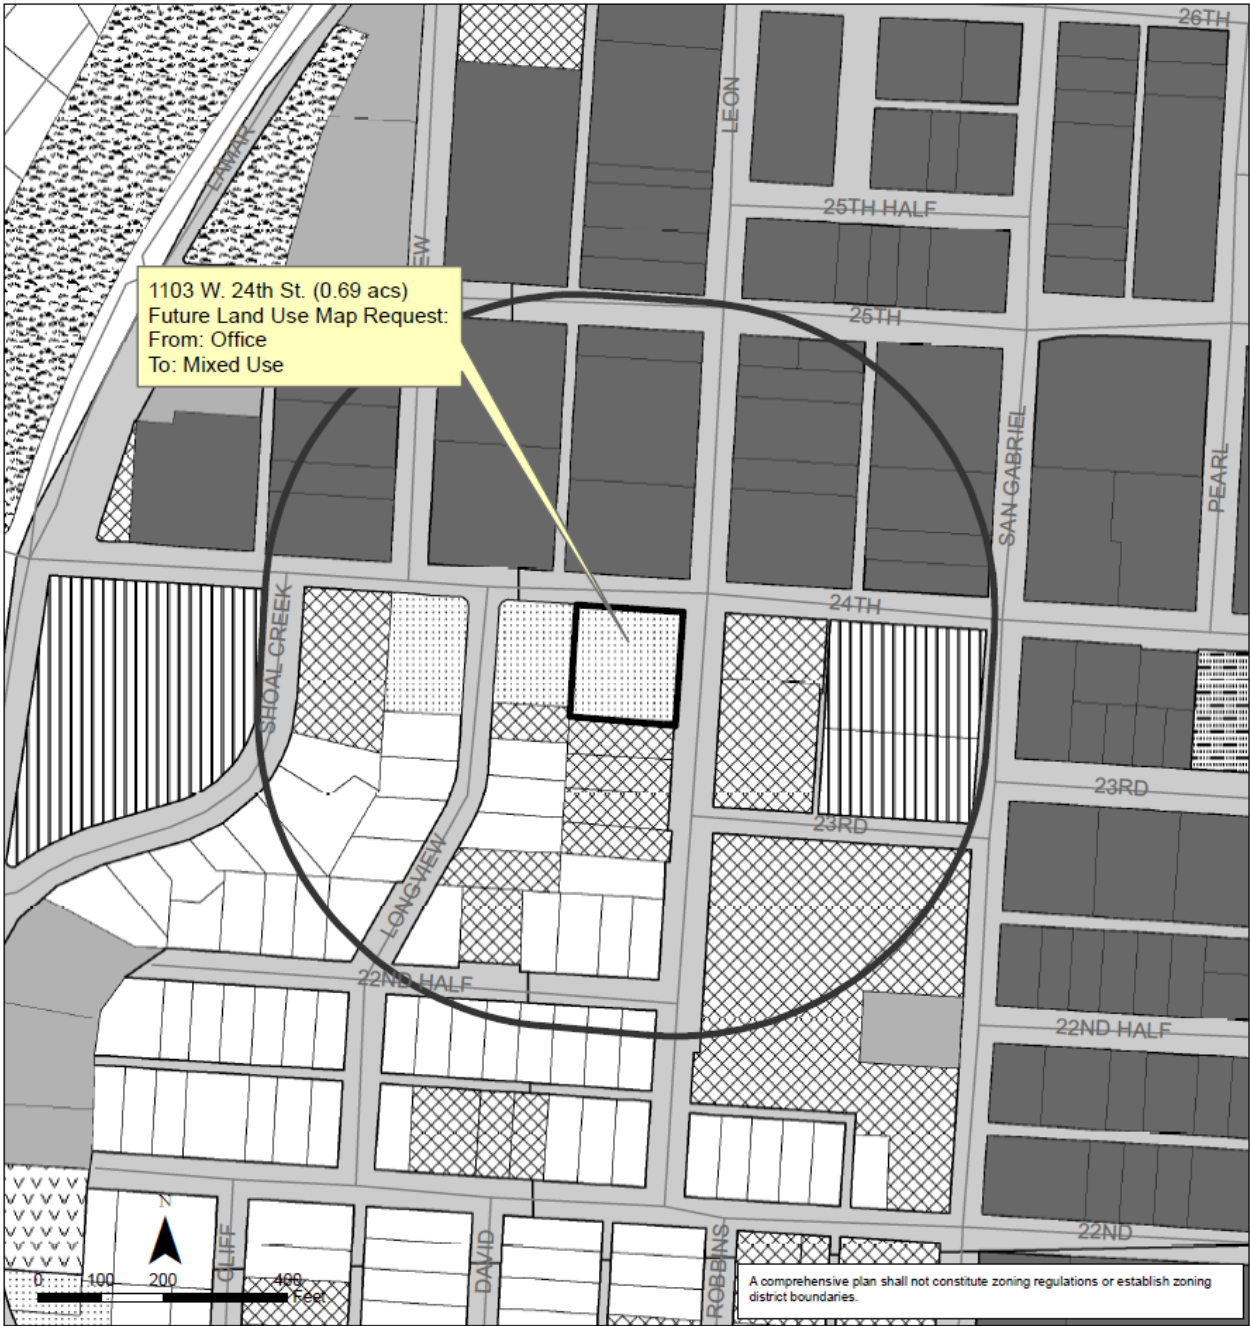 26TH
LEON
LAMAR
25TH HALF
EW
1103 W. 24th St. (0.69 acs)
Future Land Use Map Request:
From: Office
To: Mixed Use
25TH
SAN GABRIEL
PEARL
24TH
SHOAL CREEK
23RD
23RD
LONGVIEW
22ND HALF
22ND HALF
N
22ND
CLIFF
DAVID
ROBBINS
0 100 200 400
Feet
A comprehensive plan shall not constitute zoning regulations or establish zoning
district boundaries.